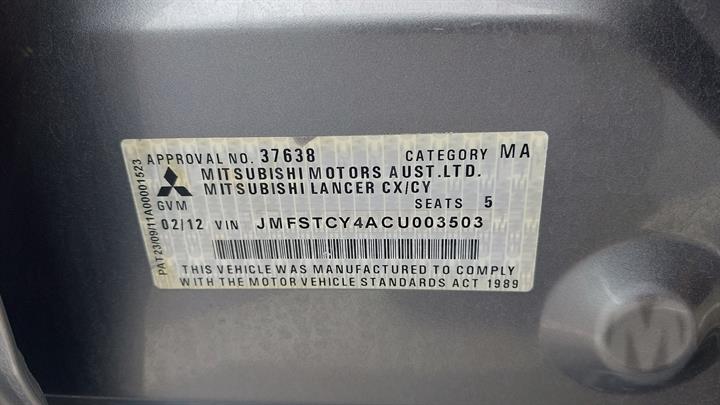 APPROVAL NO. 37638 CATEGORY MA
MITSUBISHI MOTORS AUST.LTD.
MITSUBISHI LANCER CX/CY
GVM SEATS 5
02/12 VIN JMFSTCY4ACU003503
THIS VEHICLE WAS MANUFACTURED TO COMPLY
WITH THE MOTOR VEHICLE STANDARDS ACT 1989
PAT23/09/11A00001523
M